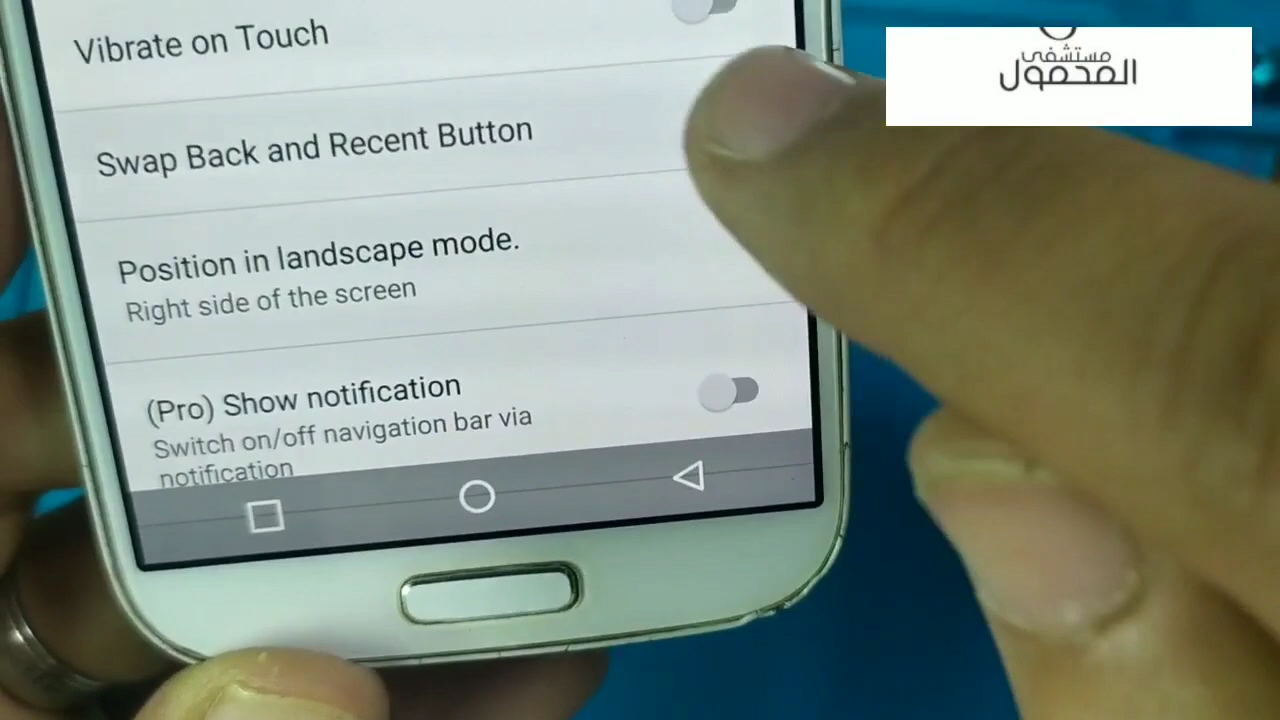 Vibrate on Touch
مستشفى
المحمول
Swap Back and Recent Button
Position in landscape mode.
Right side of the screen
(Pro) Show notification
Switch on/off navigation bar via
notification